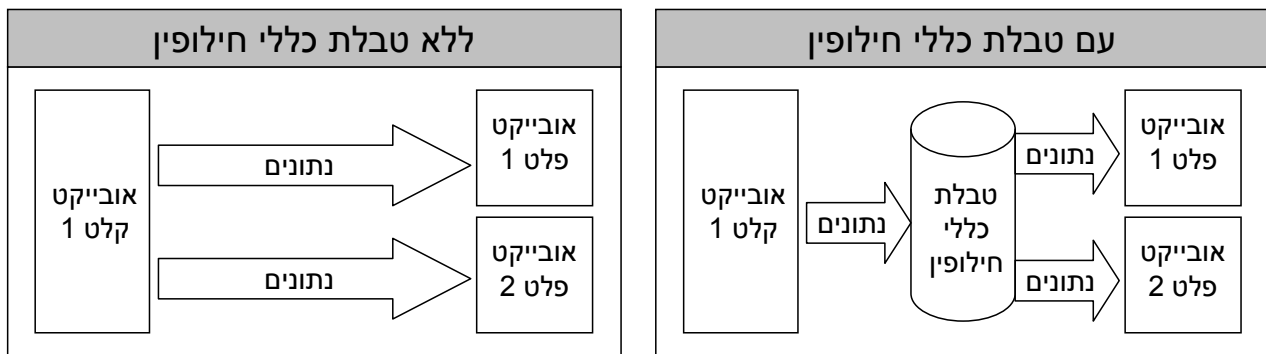 עם טבלת כללי חילופין
אובייקט
קלט 1
נתונים
טבלת
כללי
חילופין
נתונים
אובייקט
פלט 1
נתונים
אובייקט
פלט 2
ללא טבלת כללי חילופין
אובייקט
קלט 1
נתונים
אובייקט
פלט 1
נתונים
אובייקט
פלט 2